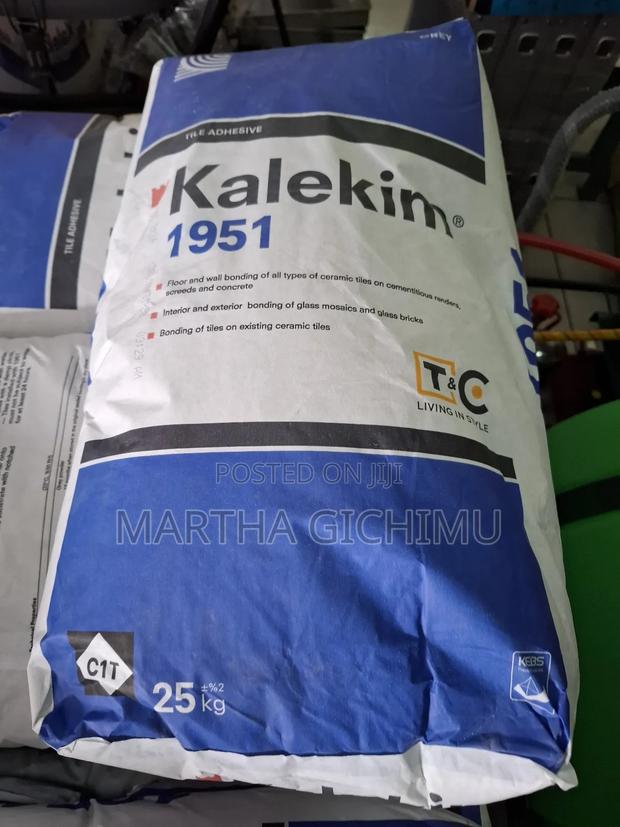 GREY
TILE ADHESIVE
Kalekim®
1951
Floor and wall bonding of all types of ceramic tiles on cementitious renders,
screeds and concrete
Interior and exterior bonding of glass mosaics and glass bricks
Bonding of tiles on existing ceramic tiles
T&C
LIVING IN STYLE
POSTED ON JIJI
MARTHA GICHIMU
C1T
25 kg
±%2
KEBS
TILE ADHESIVE